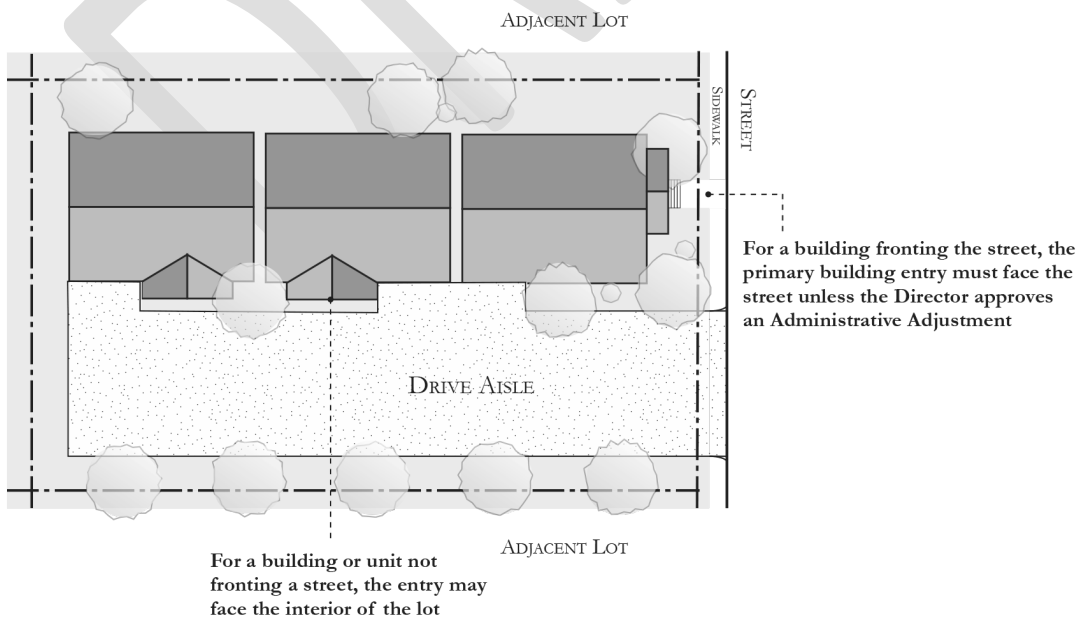 Adjacent Lot
Street
Sidewalk
For a building fronting the street, the
primary building entry must face the
street unless the Director approves
an Administrative Adjustment
Drive Aisle
Adjacent Lot
For a building or unit not
fronting a street, the entry may
face the interior of the lot